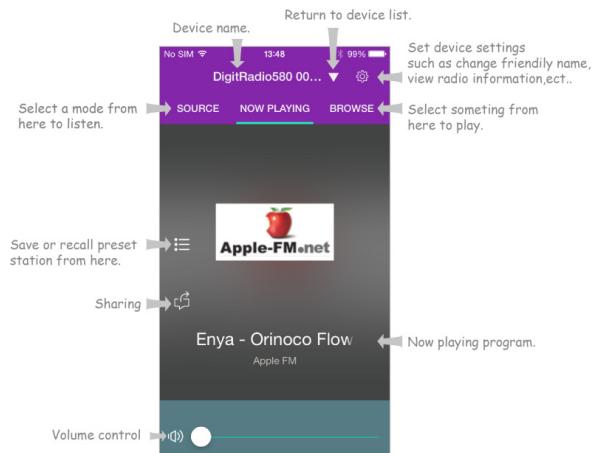 Return to device list.
Device name.
No SIM 13:48 99%
DigitRadio580 00... ▼
Set device settings
such as change friendily name,
view radio information,ect..
SOURCE NOW PLAYING BROWSE
Select a mode from
here to listen.
Select someting from
here to play.
Apple-FM.net
Save or recall preset
station from here.
Sharing
Enya - Orinoco Flow
Now playing program.
Apple FM
Volume control